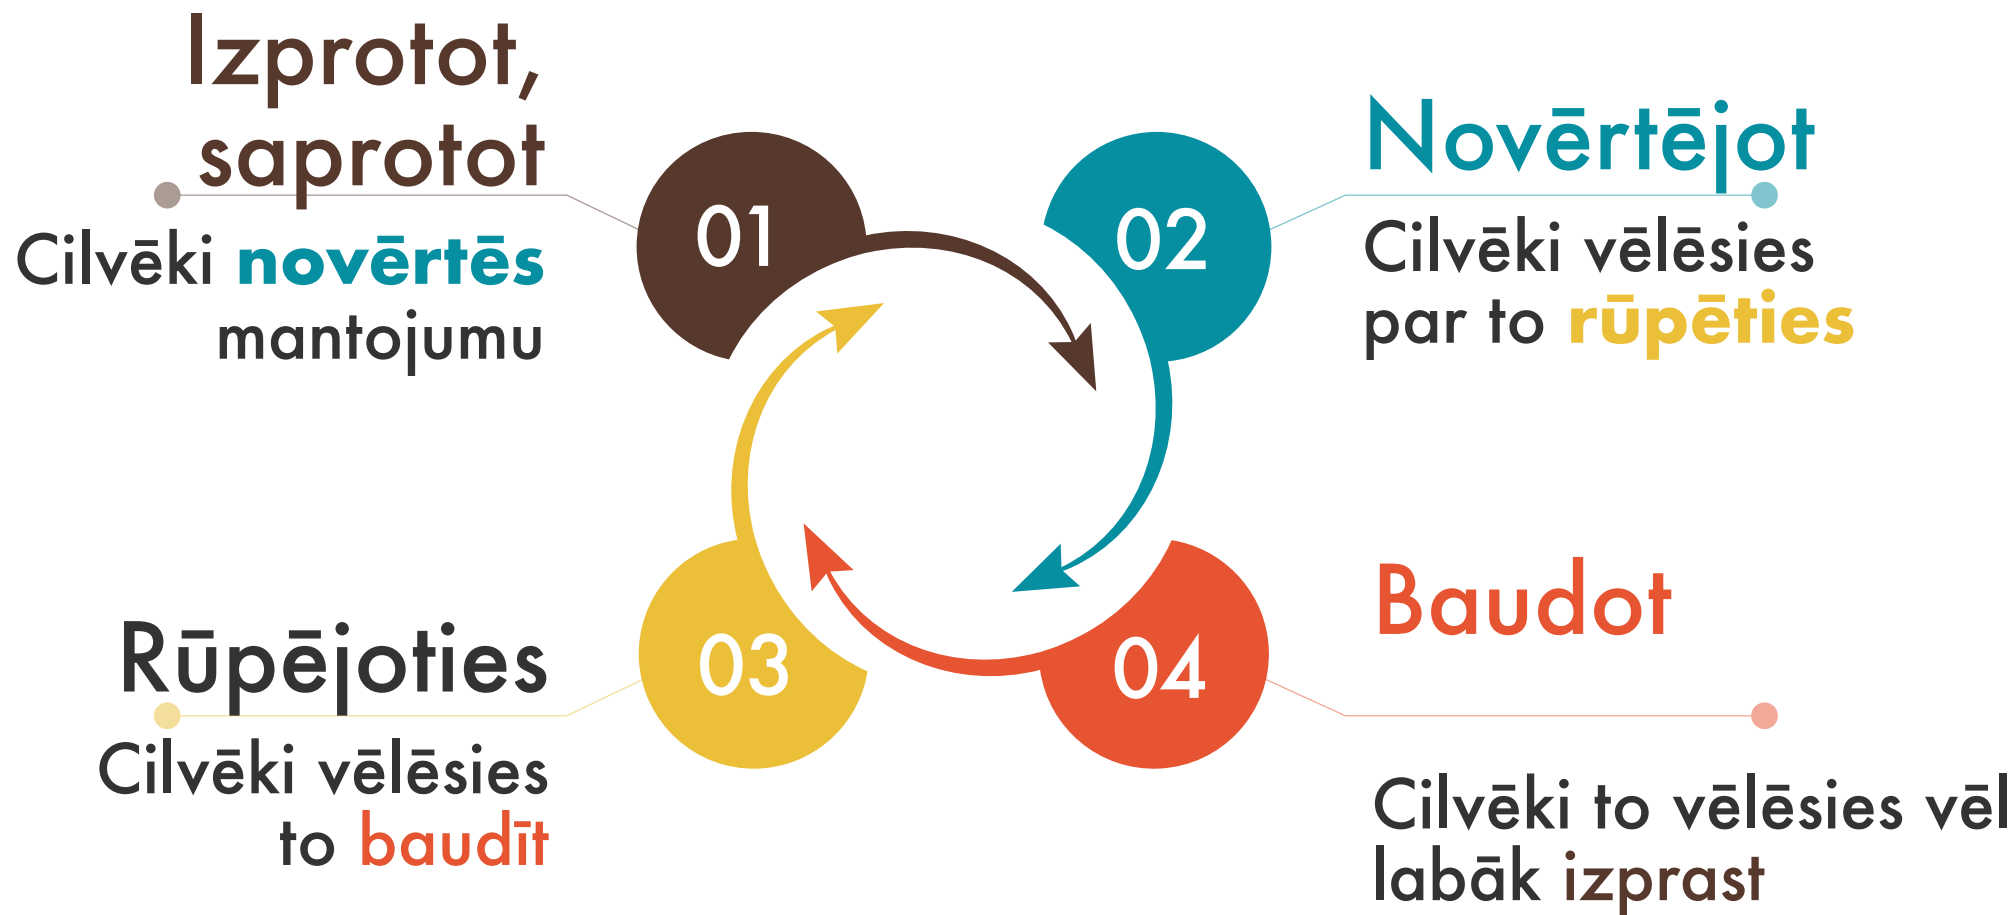 Izprotot,
saprotot
01
Cilvēki novērtēs
mantojumu
Novērtējot
02
Cilvēki vēlēsies
par to rūpēties
Rūpējoties
03
Cilvēki vēlēsies
to baudīt
Baudot
04
Cilvēki to vēlēsies vēl
labāk izprast